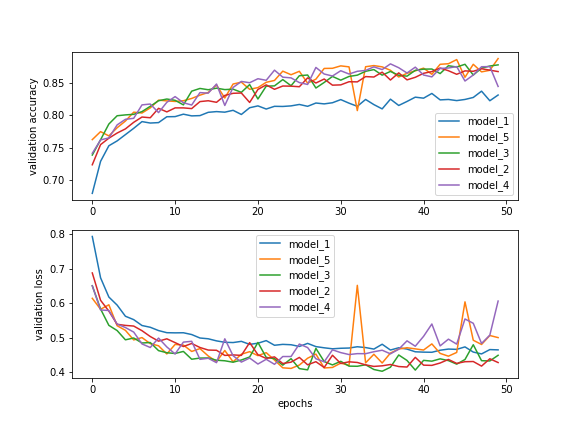 0.85
0.80
0.75
0.70
validation accuracy
model_1
model_5
model_3
model_2
model_4
0 10 20 30 40 50
0.8
0.7
0.6
0.5
0.4
validation loss
model_1
model_5
model_3
model_2
model_4
0 10 20 30 40 50
epochs